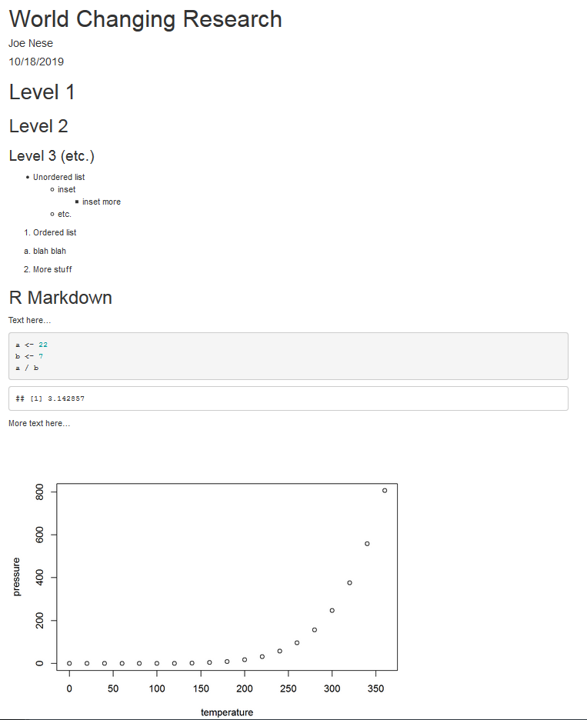 World Changing Research
Joe Nese
10/18/2019
Level 1
Level 2
Level 3 (etc.)
Unordered list
inset
inset more
etc.
1. Ordered list
a. blah blah
2. More stuff
R Markdown
Text here...
a <- 22
b <- 7
a / b
## [1] 3.142857
More text here...
800
600
400
200
0
pressure
0 50 100 150 200 250 300 350
temperature